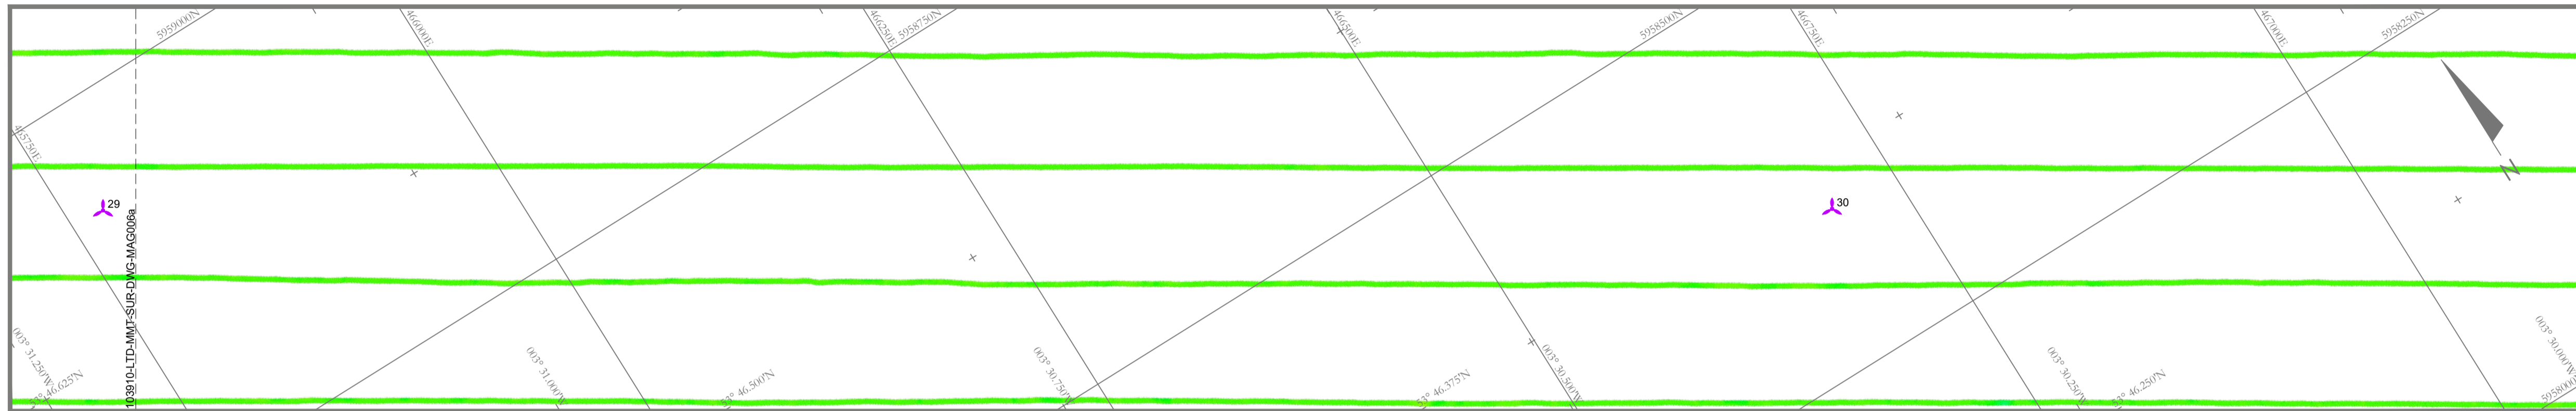 5959000N
466000E
466250E
5958750N
466500E
5958500N
466750E
467000E
5958250N
465750E
N
29
30
103910-LTD-MMT-SUR-DWG-MAG006a
003° 31.250'W
53° 46.625'N
003° 31.000'W
53° 46.500'N
003° 30.750'W
53° 46.375'N
003° 30.500'W
003° 30.250'W
53° 46.250'N
003° 30.000'W
5958000